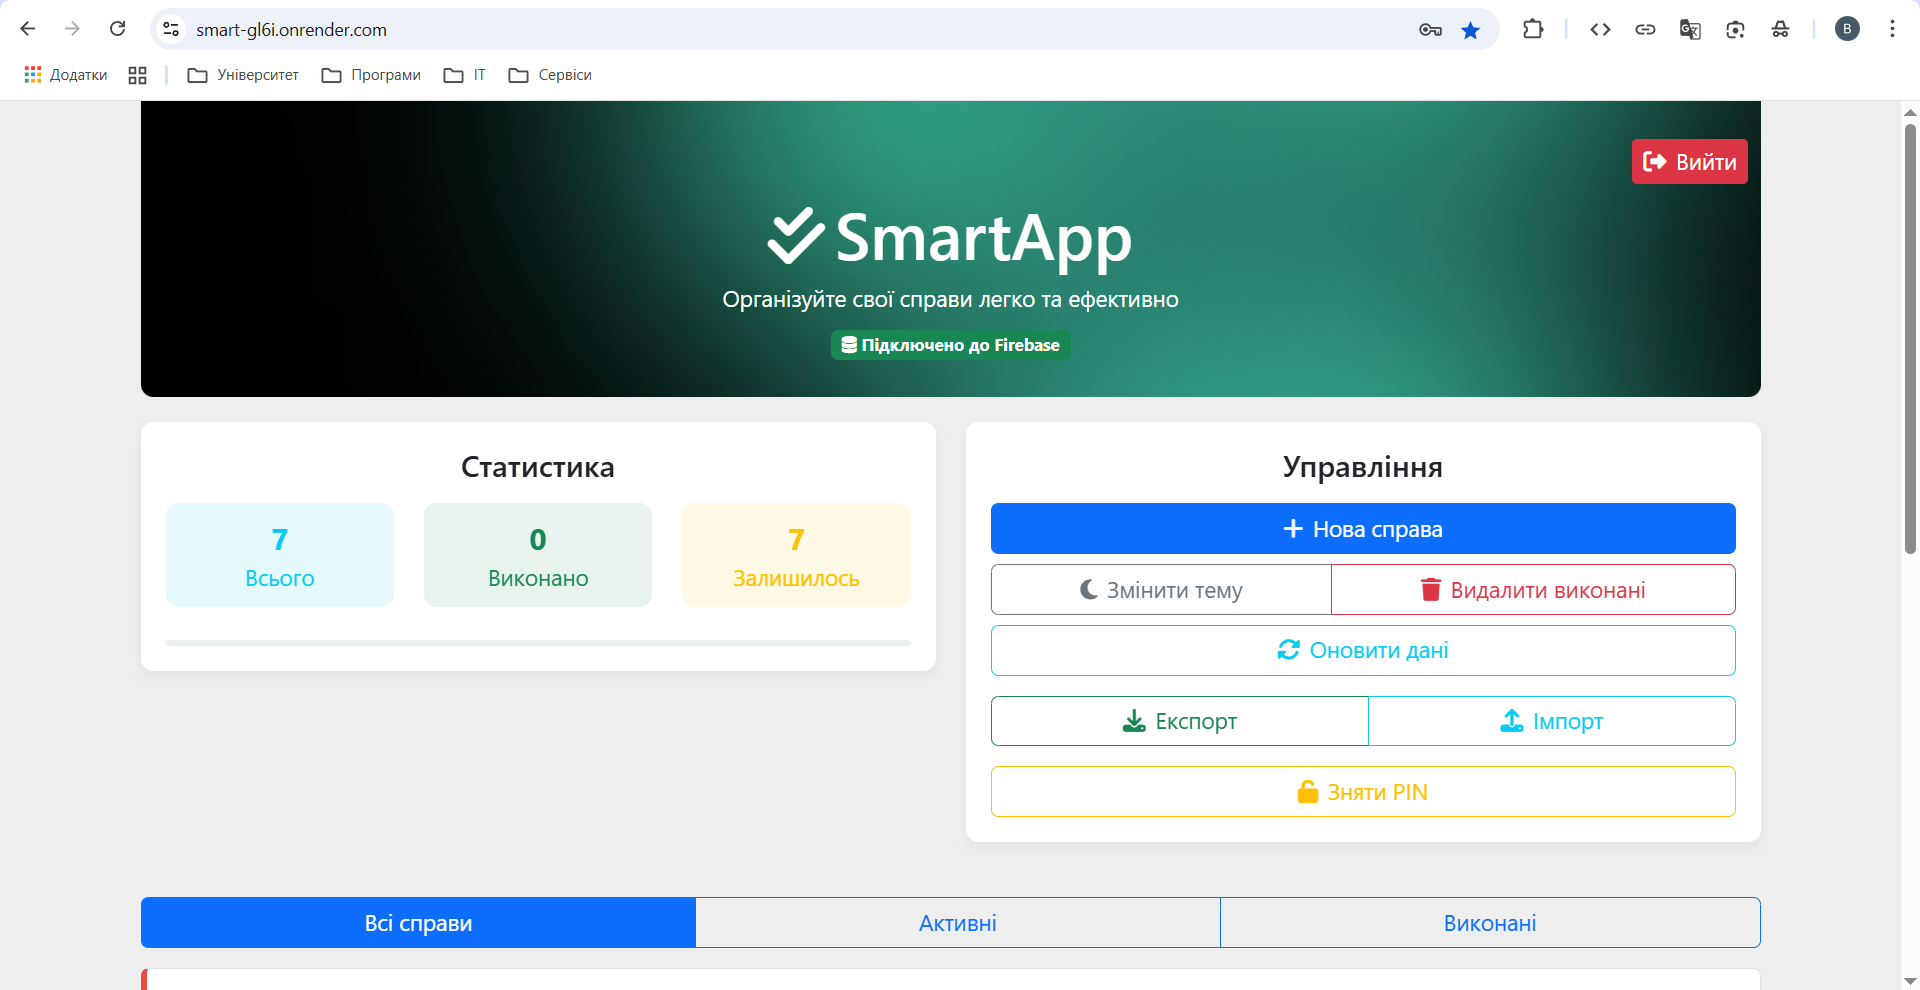 smart-gl6i.onrender.com
B
Додатки
Університет
Програми
IT
Сервіси
Вийти
SmartApp
Організуйте свої справи легко та ефективно
Підключено до Firebase
Статистика
7
Всього
0
Виконано
7
Залишилось
Управління
Нова справа
Змінити тему
Видалити виконані
Оновити дані
Експорт
Імпорт
Зняти PIN
Всі справи
Активні
Виконані